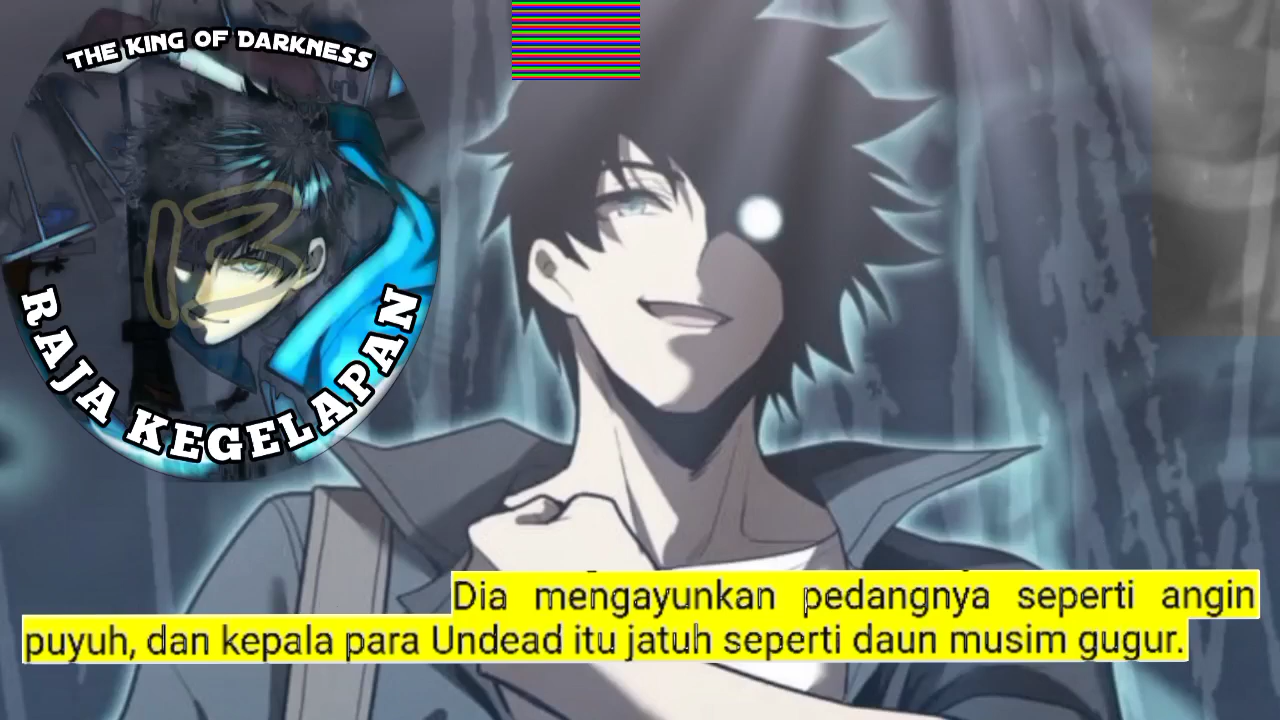 THE KING OF DARKNESS
13
RAJA KEGELAPAN
Dia mengayunkan pedangnya seperti angin
puyuh, dan kepala para Undead itu jatuh seperti daun musim gugur.